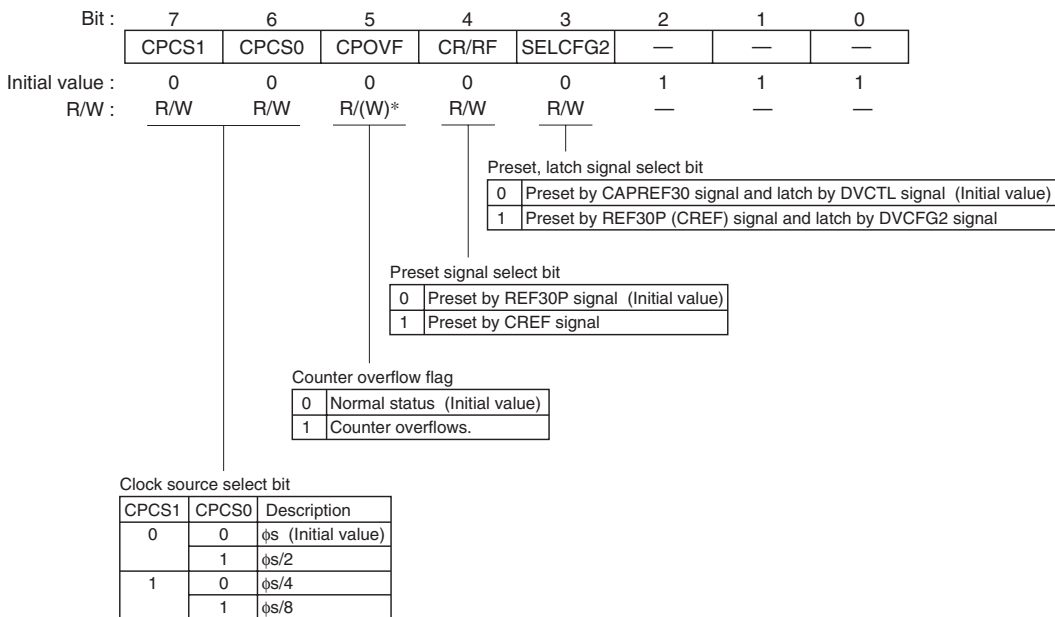 Bit : 7 6 5 4 3 2 1 0
CPCS1 CPCS0 CPOVF CR/RF SELCFG2 — — —
Initial value : 0 0 0 0 0 1 1 1
R/W : R/W R/W R/(W)* R/W R/W — — —
Preset, latch signal select bit
0 Preset by CAPREF30 signal and latch by DVCTL signal (Initial value)
1 Preset by REF30P (CREF) signal and latch by DVCFG2 signal
Preset signal select bit
0 Preset by REF30P signal (Initial value)
1 Preset by CREF signal
Counter overflow flag
0 Normal status (Initial value)
1 Counter overflows.
Clock source select bit
CPCS1 CPCS0 Description
0 0 φs (Initial value)
1 φs/2
1 0 φs/4
1 φs/8